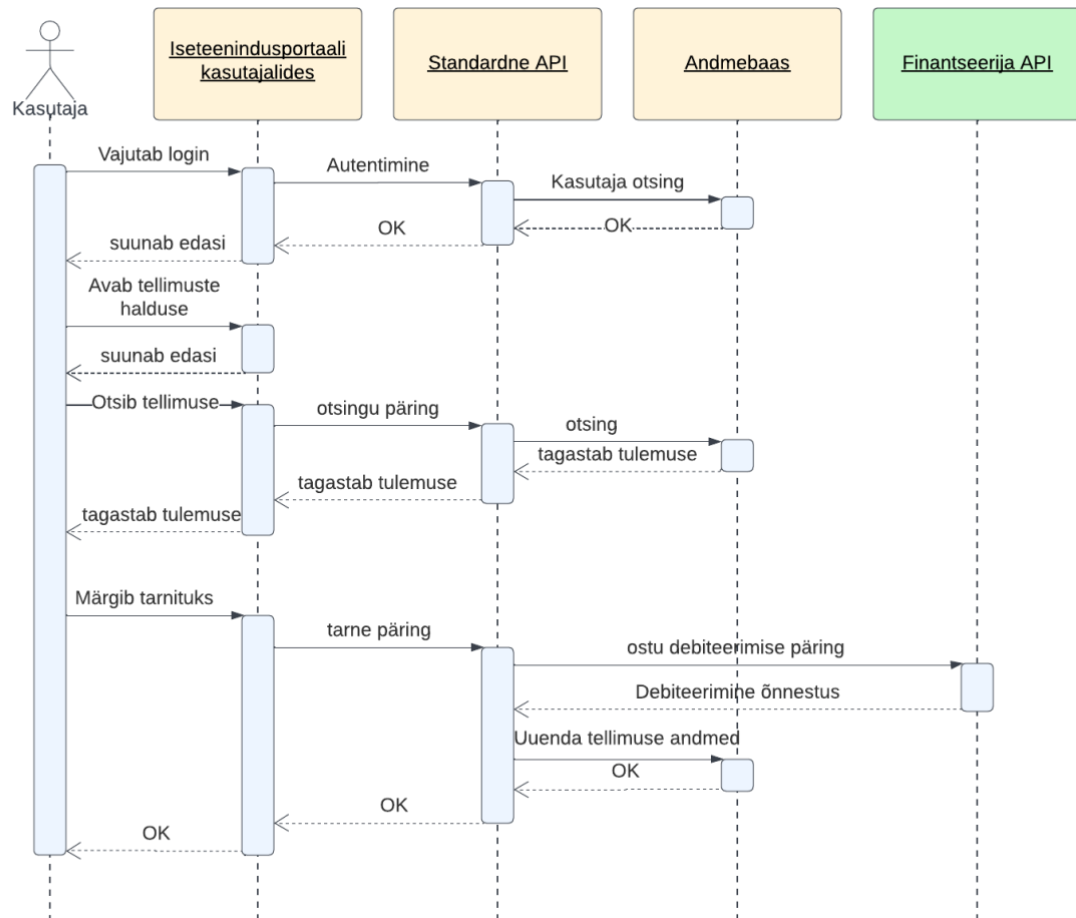 Kasutaja
Iseteenindusportaali
kasutajalides
Standardne API
Andmebaas
Finantseerija API
Vajutab login
Autentimine
Kasutaja otsing
OK
OK
suunab edasi
Avab tellimuste
halduse
suunab edasi
Otsib tellimuse
otsingu päring
otsing
tagastab tulemuse
tagastab tulemuse
tagastab tulemuse
Märgib tarnituks
tarne päring
ostu debiteerimise päring
Debiteerimine õnnestus
Uuenda tellimuse andmed
OK
OK
OK